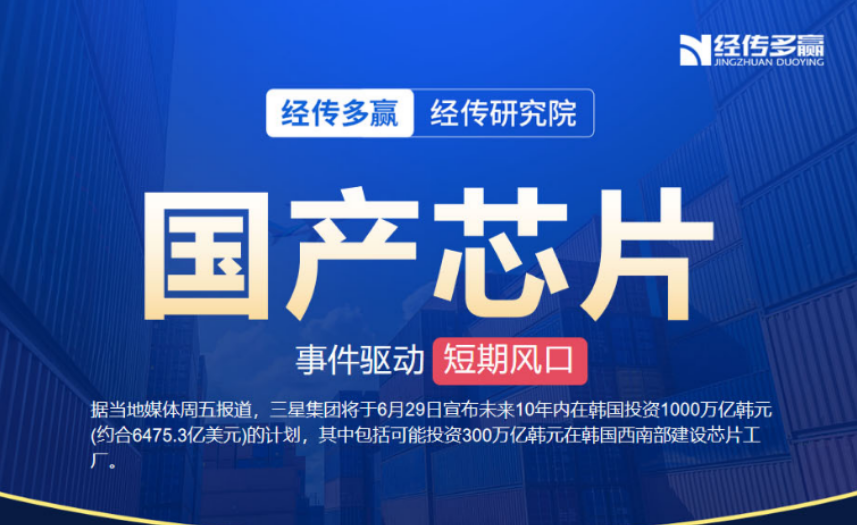 经传多赢
JINGZHUAN DUOYING
经传多赢 经传研究院
国产芯片
事件驱动 短期风口
据当地媒体周五报道，三星集团将于6月29日宣布未来10年内在韩国投资1000万亿韩元
(约合6475.3亿美元)的计划，其中包括可能投资300万亿韩元在韩国西南部建设芯片工
厂。